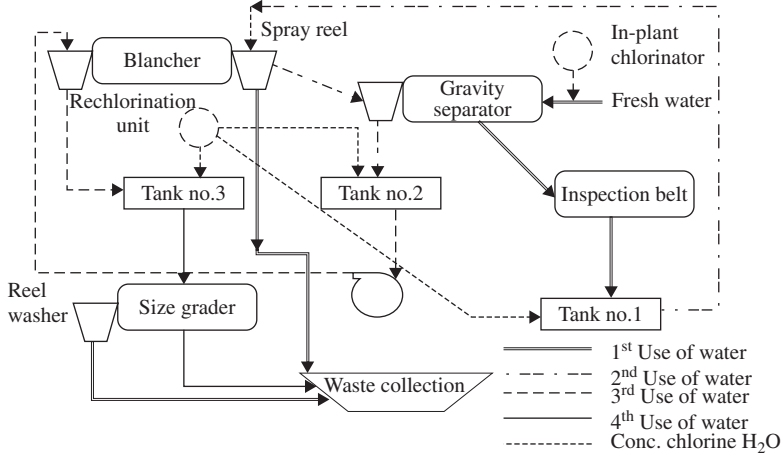 Spray reel
In-plant
chlorinator
Blancher
Gravity
separator
Fresh water
Rechlorination
unit
Tank no.3
Tank no.2
Inspection belt
Reel
washer
Size grader
Tank no.1
Waste collection
1st Use of water
2nd Use of water
3rd Use of water
4th Use of water
Conc. chlorine H2O